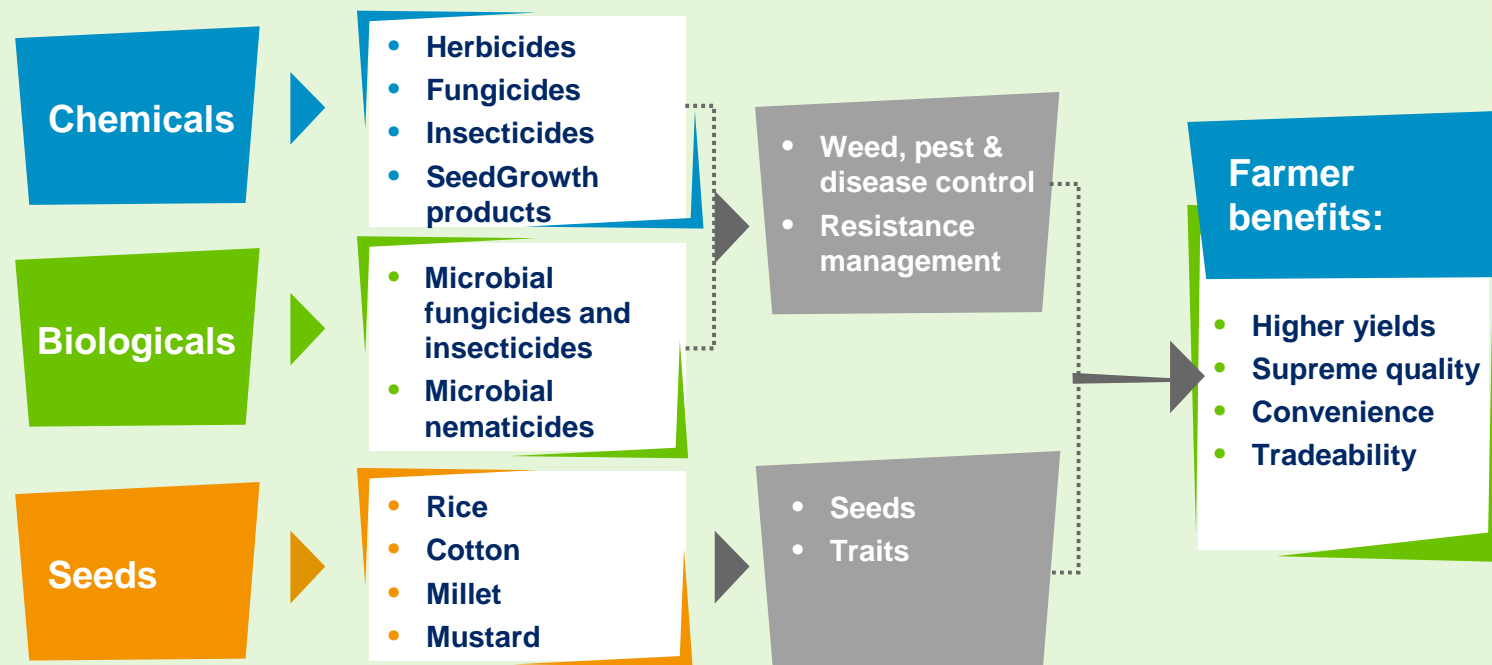 Chemicals
• Herbicides
• Fungicides
• Insecticides
• SeedGrowth
products
Biologicals
• Microbial
fungicides and
insecticides
• Microbial
nematicides
Seeds
• Rice
• Cotton
• Millet
• Mustard
• Weed, pest &
disease control
• Resistance
management
• Seeds
• Traits
Farmer
benefits:
• Higher yields
• Supreme quality
• Convenience
• Tradeability